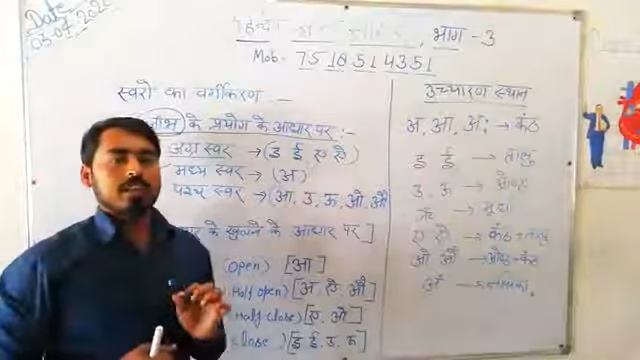 Date
03.04.2020
भाग - 3
Mob. 7518514351
स्वरो का वर्गीकरण —
जीभ के प्रयोग के आधार पर :-
अग्र स्वर → (इ ई ए ऐ)
मध्य स्वर → (अ)
पश्च स्वर → (आ, उ, ऊ, ओ, औ)
के खुलने के आधार पर ]
(open) [आ]
(Half open) [अ ऐ औ]
(Half close) [ए, ओ]
(close) [इ ई, उ, ऊ]
उच्चारण स्थान
अ, आ, अः → कंठ
इ ई → तालु
उ, ऊ → ओष्ठ
→ मूर्धा
ए ऐ → कंठ + तालु
ओ औ → ओष्ठ + कंठ
अं → नासिका